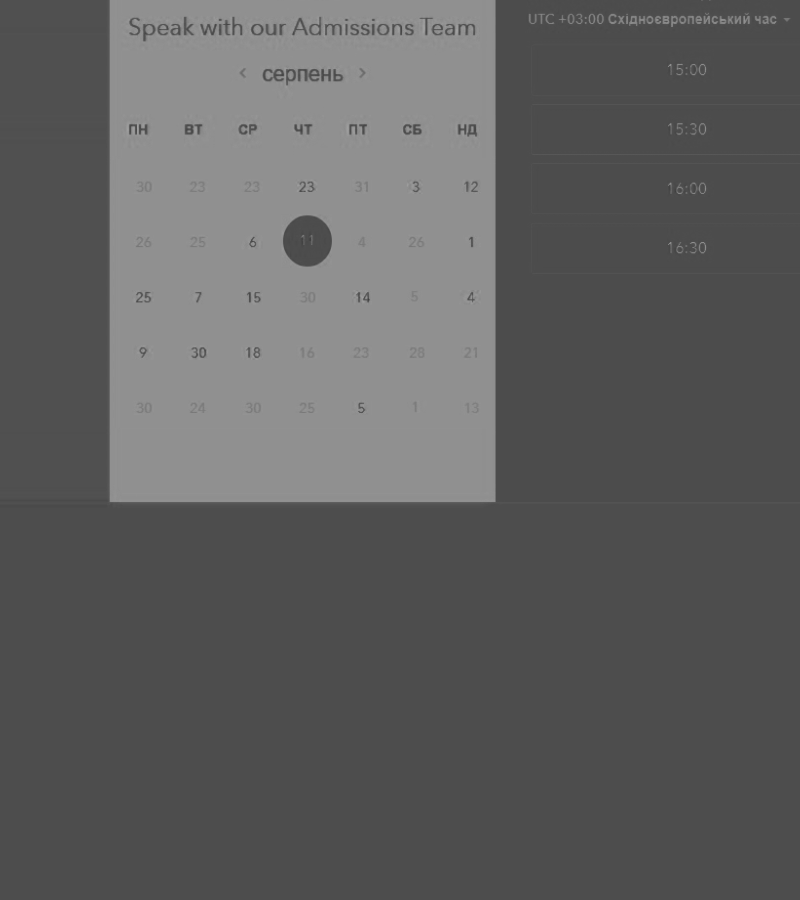 Speak with our Admissions Team
< серпень >
ПН ВТ СР ЧТ ПТ СБ НД
30 23 23 23 31 3 12
26 25 6 11 4 26 1
25 7 15 30 14 5 4
9 30 18 16 23 28 21
30 24 30 25 5 1 13
UTC +03:00 Східноєвропейський час
15:00
15:30
16:00
16:30